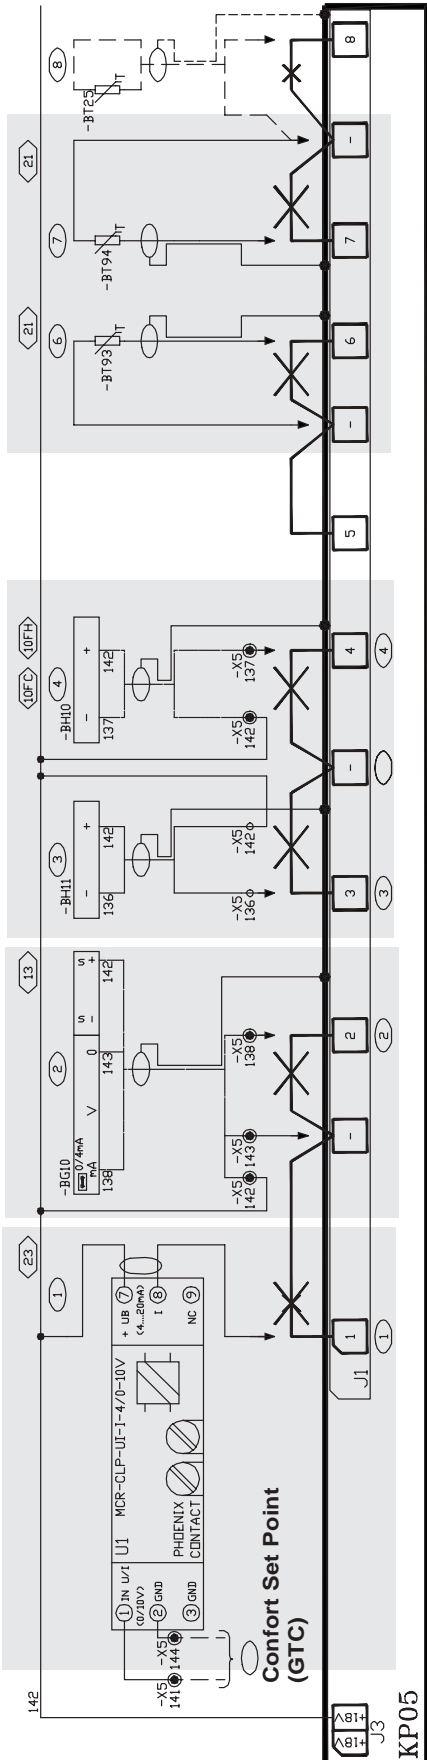 142
-X5
141
-X5
144
Confort Set Point
(GTC)
1 IN U/I
(0/10V)
2 GND
3 GND
U1
MCR-CLP-UI-I-4/0-10V
PHOENIX
CONTACT
+ UB 7
(4...20mA)
I 8
NC 9
1
23
1
1
J1
J3
+18V
+18V
KP05
13
2
-BG10
0/4mA
mA
V
0
S -
S +
138
143
142
-X5
142
-X5
143
-X5
138
-
2
2
3
-BH11
-
+
136
142
-X5
136
-X5
142
3
3
10FC
10FH
4
-BH10
-
+
137
142
-X5
142
-X5
137
-
4
4
5
21
6
-BT93
T
-
6
21
7
-BT94
T
7
-
8
-BT25
T
8